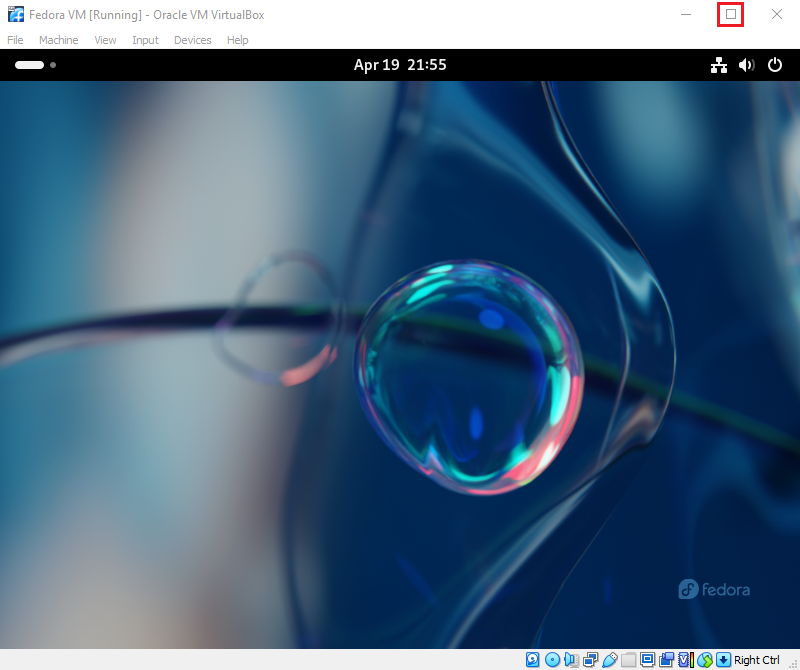 Fedora VM [Running] - Oracle VM VirtualBox
File Machine View Input Devices Help
Apr 19 21:55
fedora
Right Ctrl